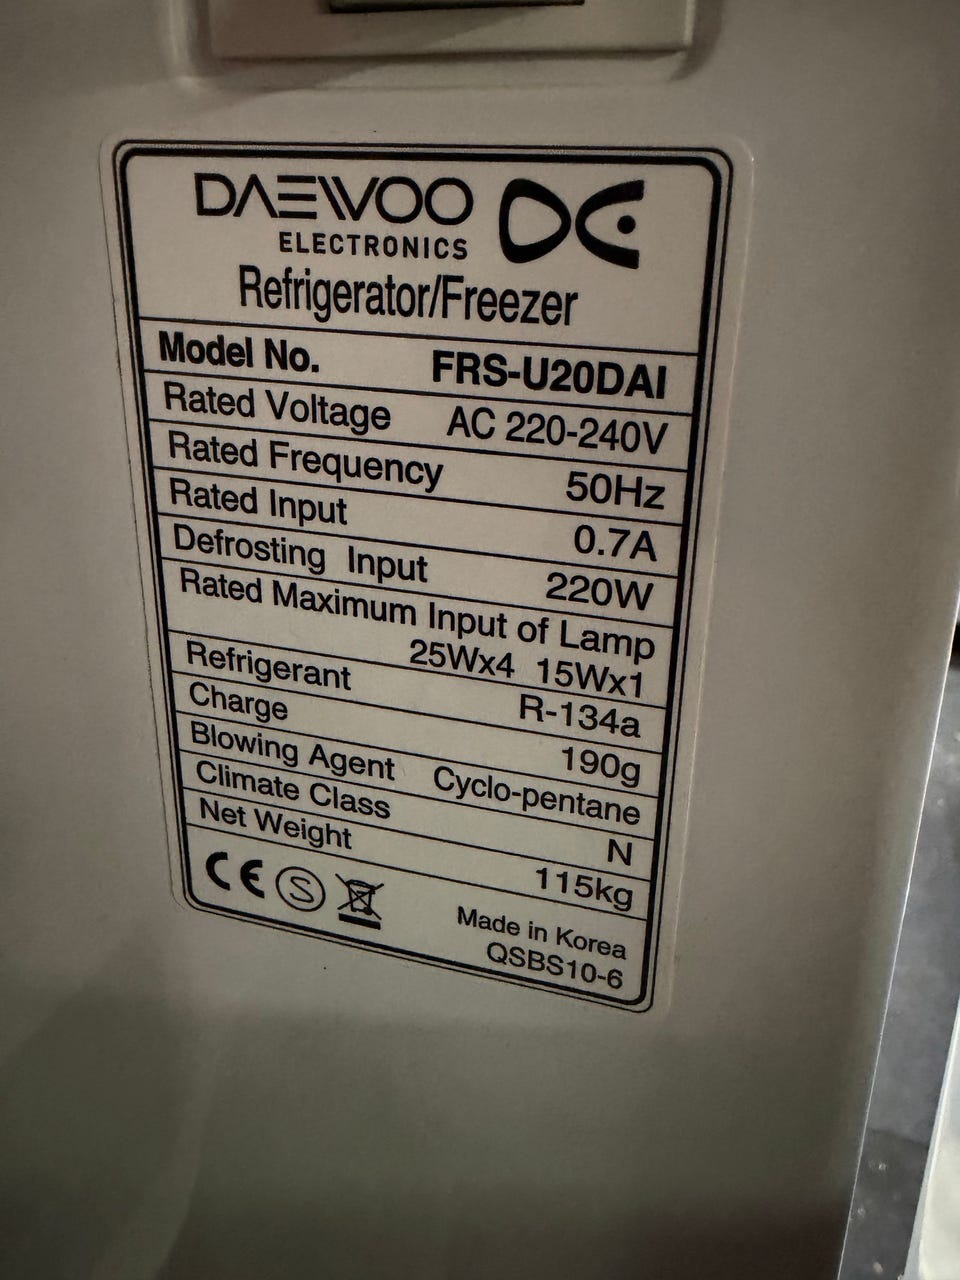 DAEWOO
ELECTRONICS
Refrigerator/Freezer
Model No. FRS-U20DAI
Rated Voltage AC 220-240V
Rated Frequency 50Hz
Rated Input 0.7A
Defrosting Input 220W
Rated Maximum Input of Lamp
25Wx4 15Wx1
Refrigerant R-134a
Charge 190g
Blowing Agent Cyclo-pentane
Climate Class N
Net Weight 115kg
CE S
Made in Korea
QSBS10-6